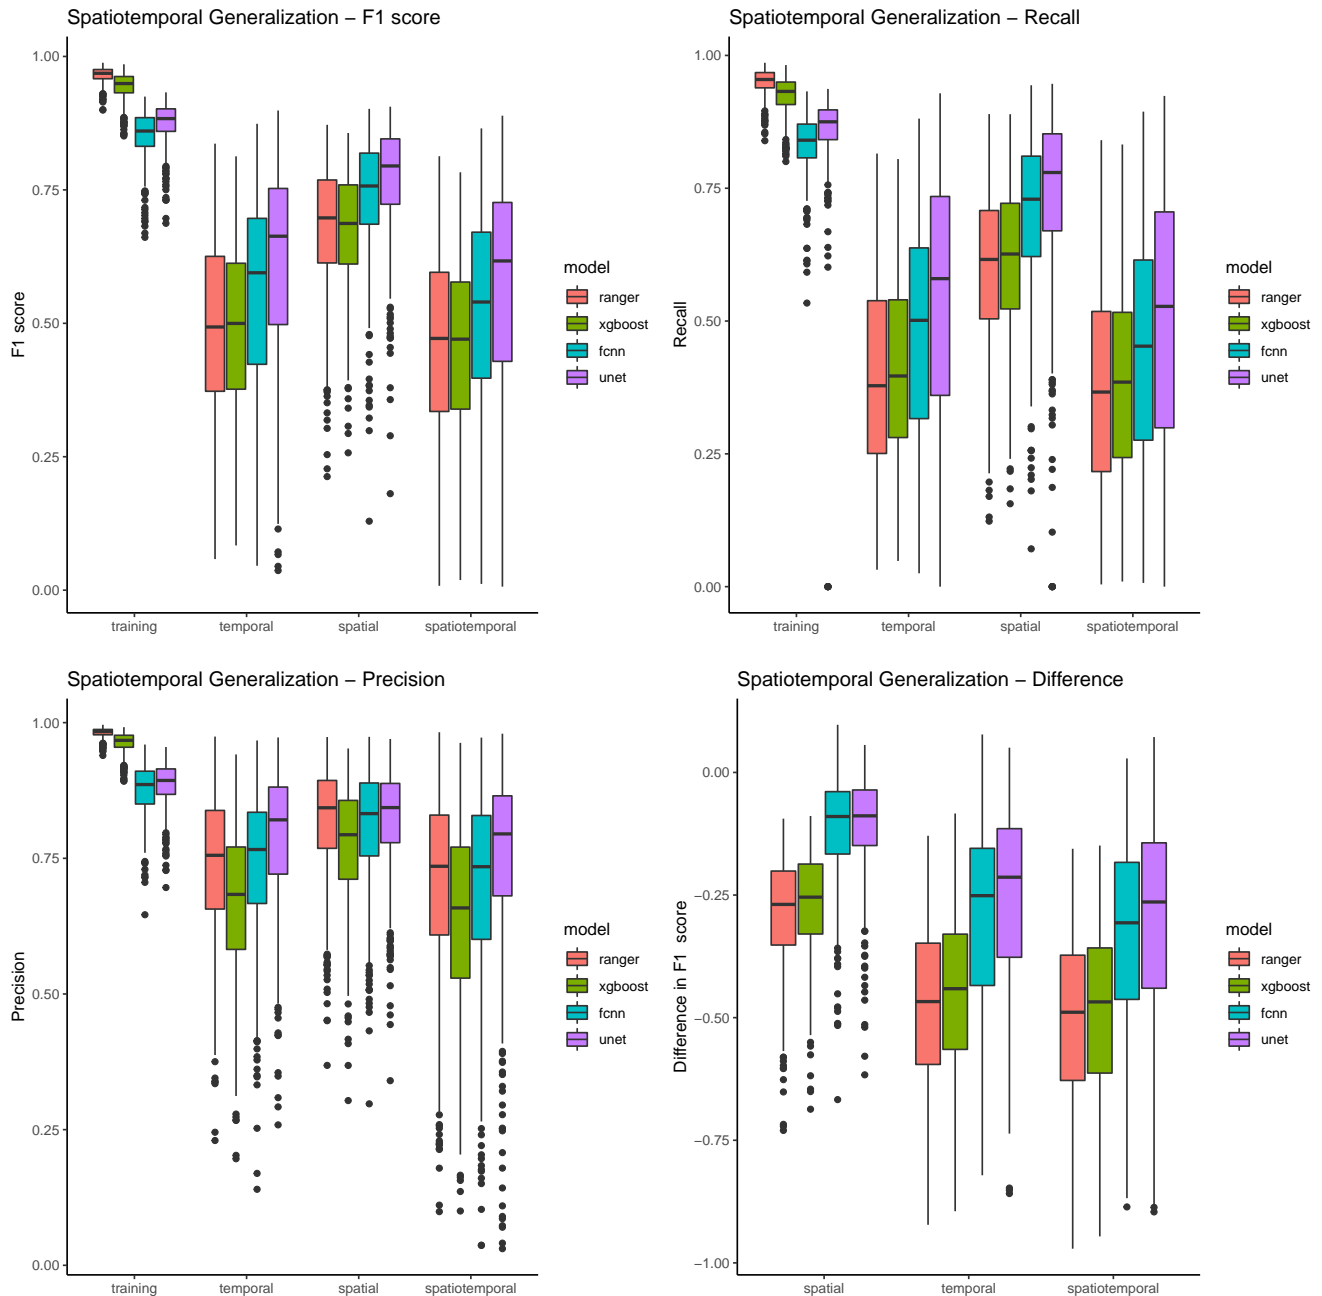 Spatiotemporal Generalization – F1 score
1.00
0.75
0.50
0.25
0.00
F1 score
training temporal spatial spatiotemporal
model
ranger
xgboost
fcnn
unet
Spatiotemporal Generalization – Recall
1.00
0.75
0.50
0.25
0.00
Recall
training temporal spatial spatiotemporal
model
ranger
xgboost
fcnn
unet
Spatiotemporal Generalization – Precision
1.00
0.75
0.50
0.25
0.00
Precision
training temporal spatial spatiotemporal
model
ranger
xgboost
fcnn
unet
Spatiotemporal Generalization – Difference
0.00
−0.25
−0.50
−0.75
−1.00
Difference in F1 score
spatial temporal spatiotemporal
model
ranger
xgboost
fcnn
unet